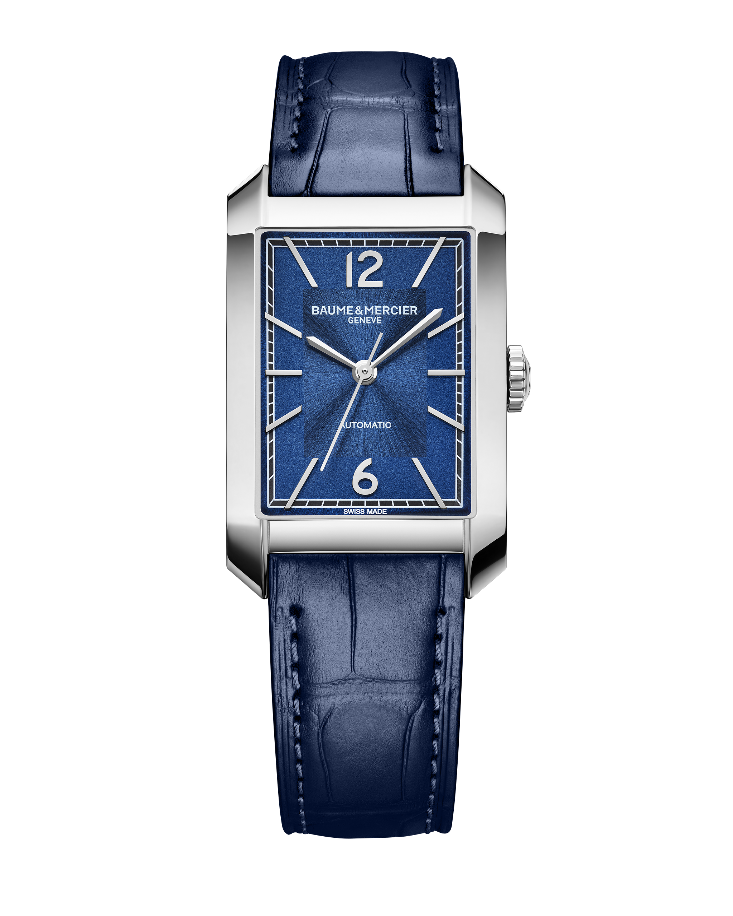 12
BAUME & MERCIER
GENEVE
AUTOMATIC
6
SWISS MADE